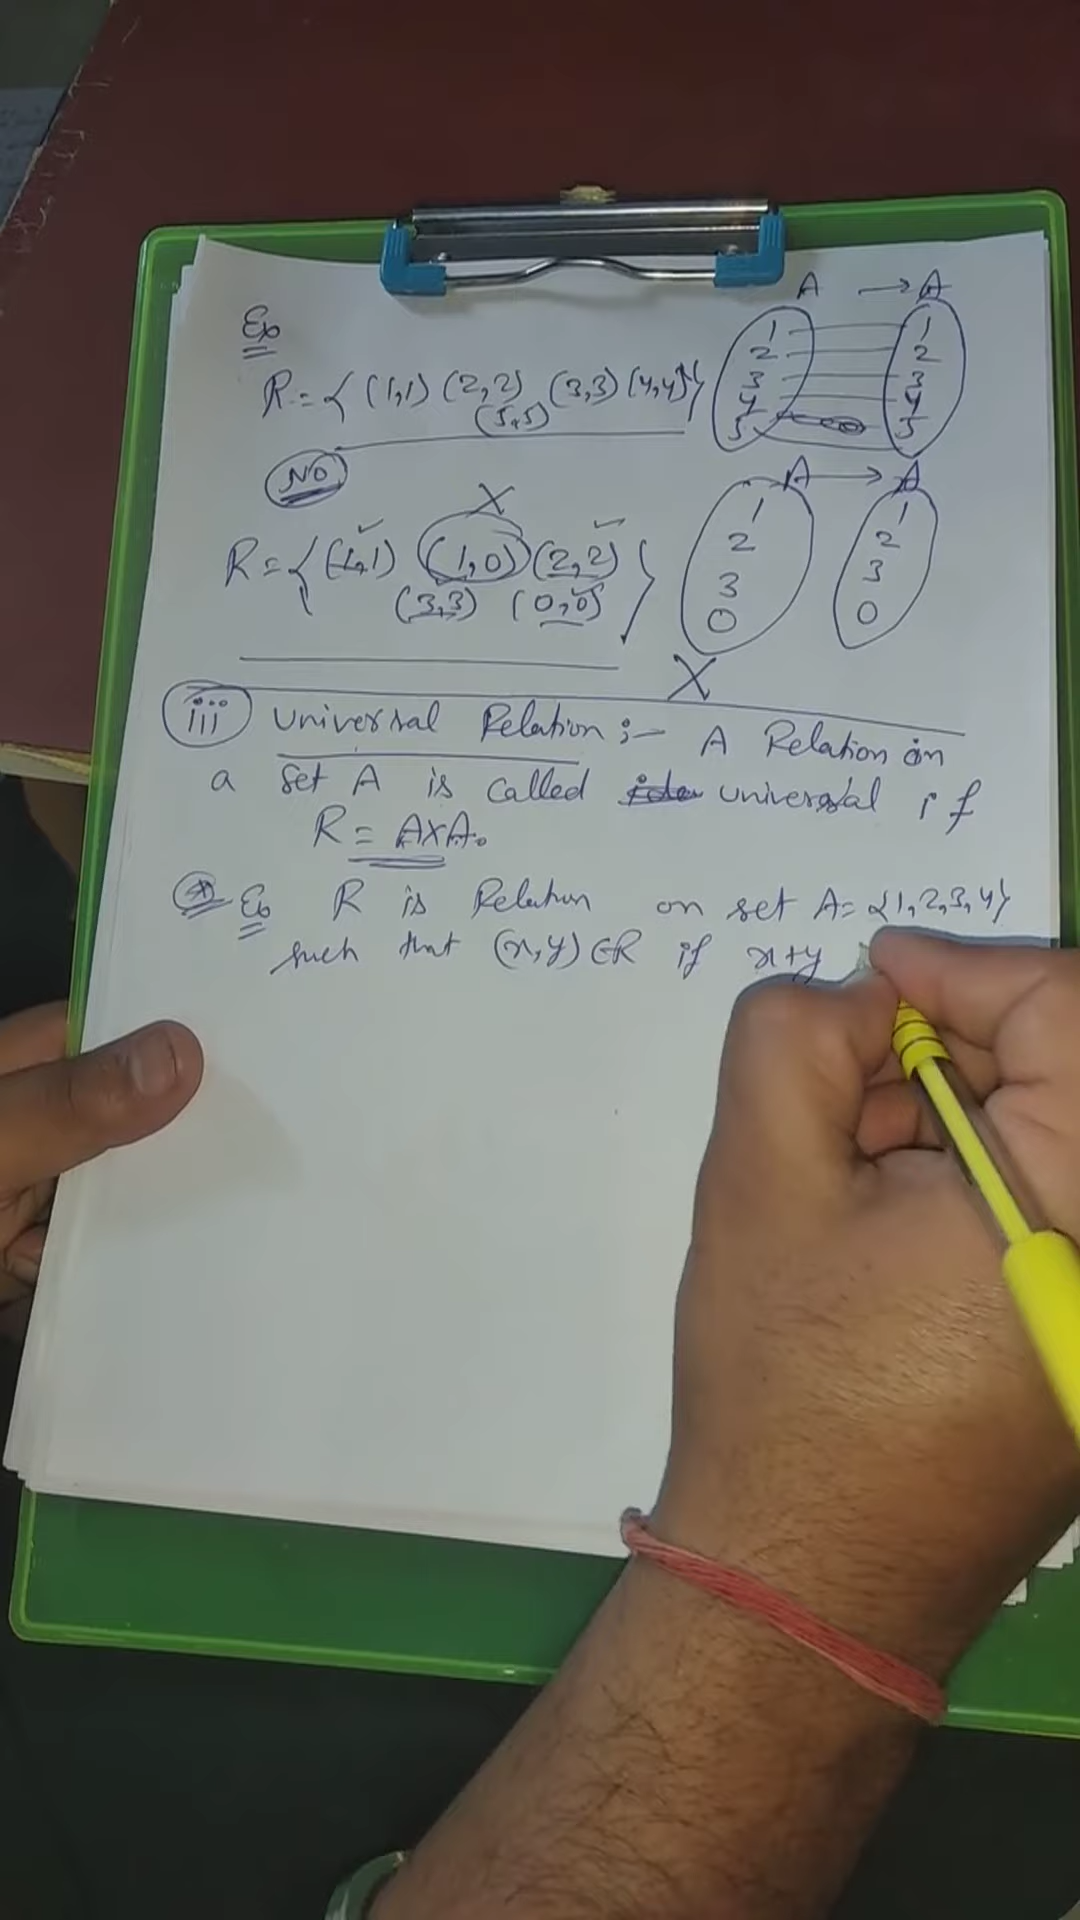 Ex
A → A
R = { (1,1) (2,2) (3,3) (4,4) }
(5,5)
1 1
2 2
3 3
4 4
5 5
NO
X
A → A
R = { (1,1) (1,0) (2,2) }
(3,3) (0,0)
1 1
2 2
3 3
0 0
X
iii Universal Relation :- A Relation on
a set A is called universal if
R = A×A.
* Ex R is Relation on set A = {1,2,3,4}
such that (x,y) ∈ R if x+y